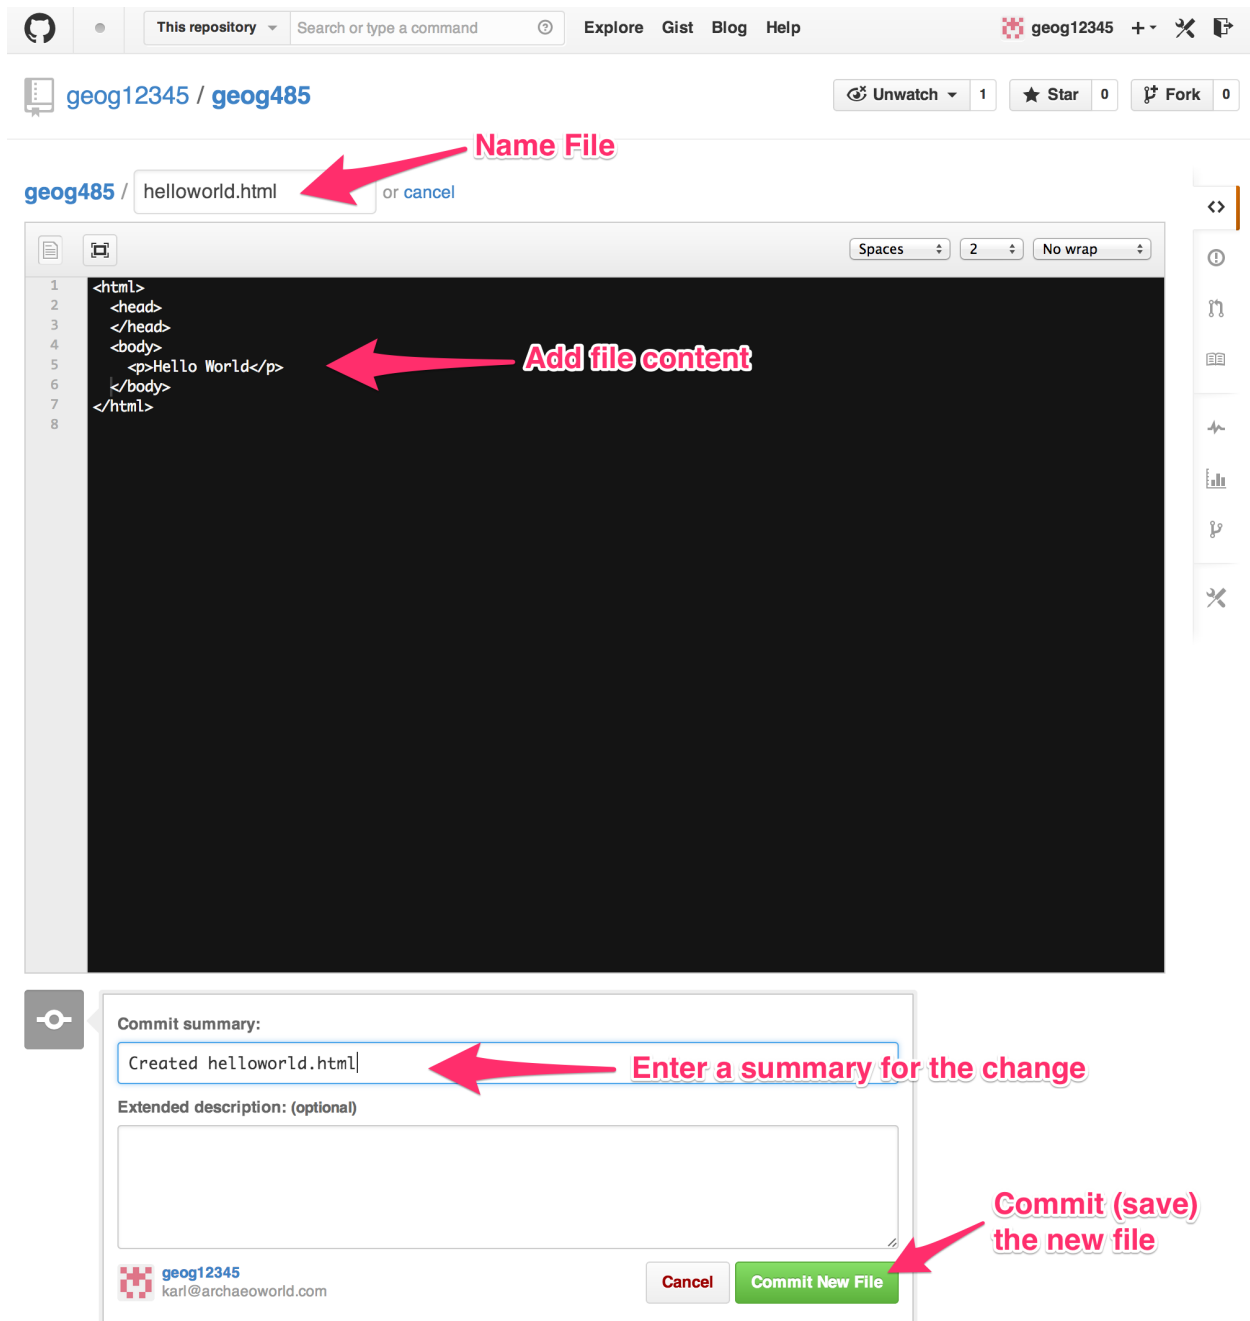 This repository Search or type a command Explore Gist Blog Help geog12345
geog12345 / geog485 Unwatch 1 Star 0 Fork 0
Name File
geog485 / helloworld.html or cancel
Spaces 2 No wrap
1 <html>
2 <head>
3 </head>
4 <body>
5 <p>Hello World</p>
Add file content
6 </body>
7 </html>
8
Commit summary:
Created helloworld.html
Enter a summary for the change
Extended description: (optional)
Commit (save)
the new file
geog12345
karl@archaeoworld.com
Cancel Commit New File